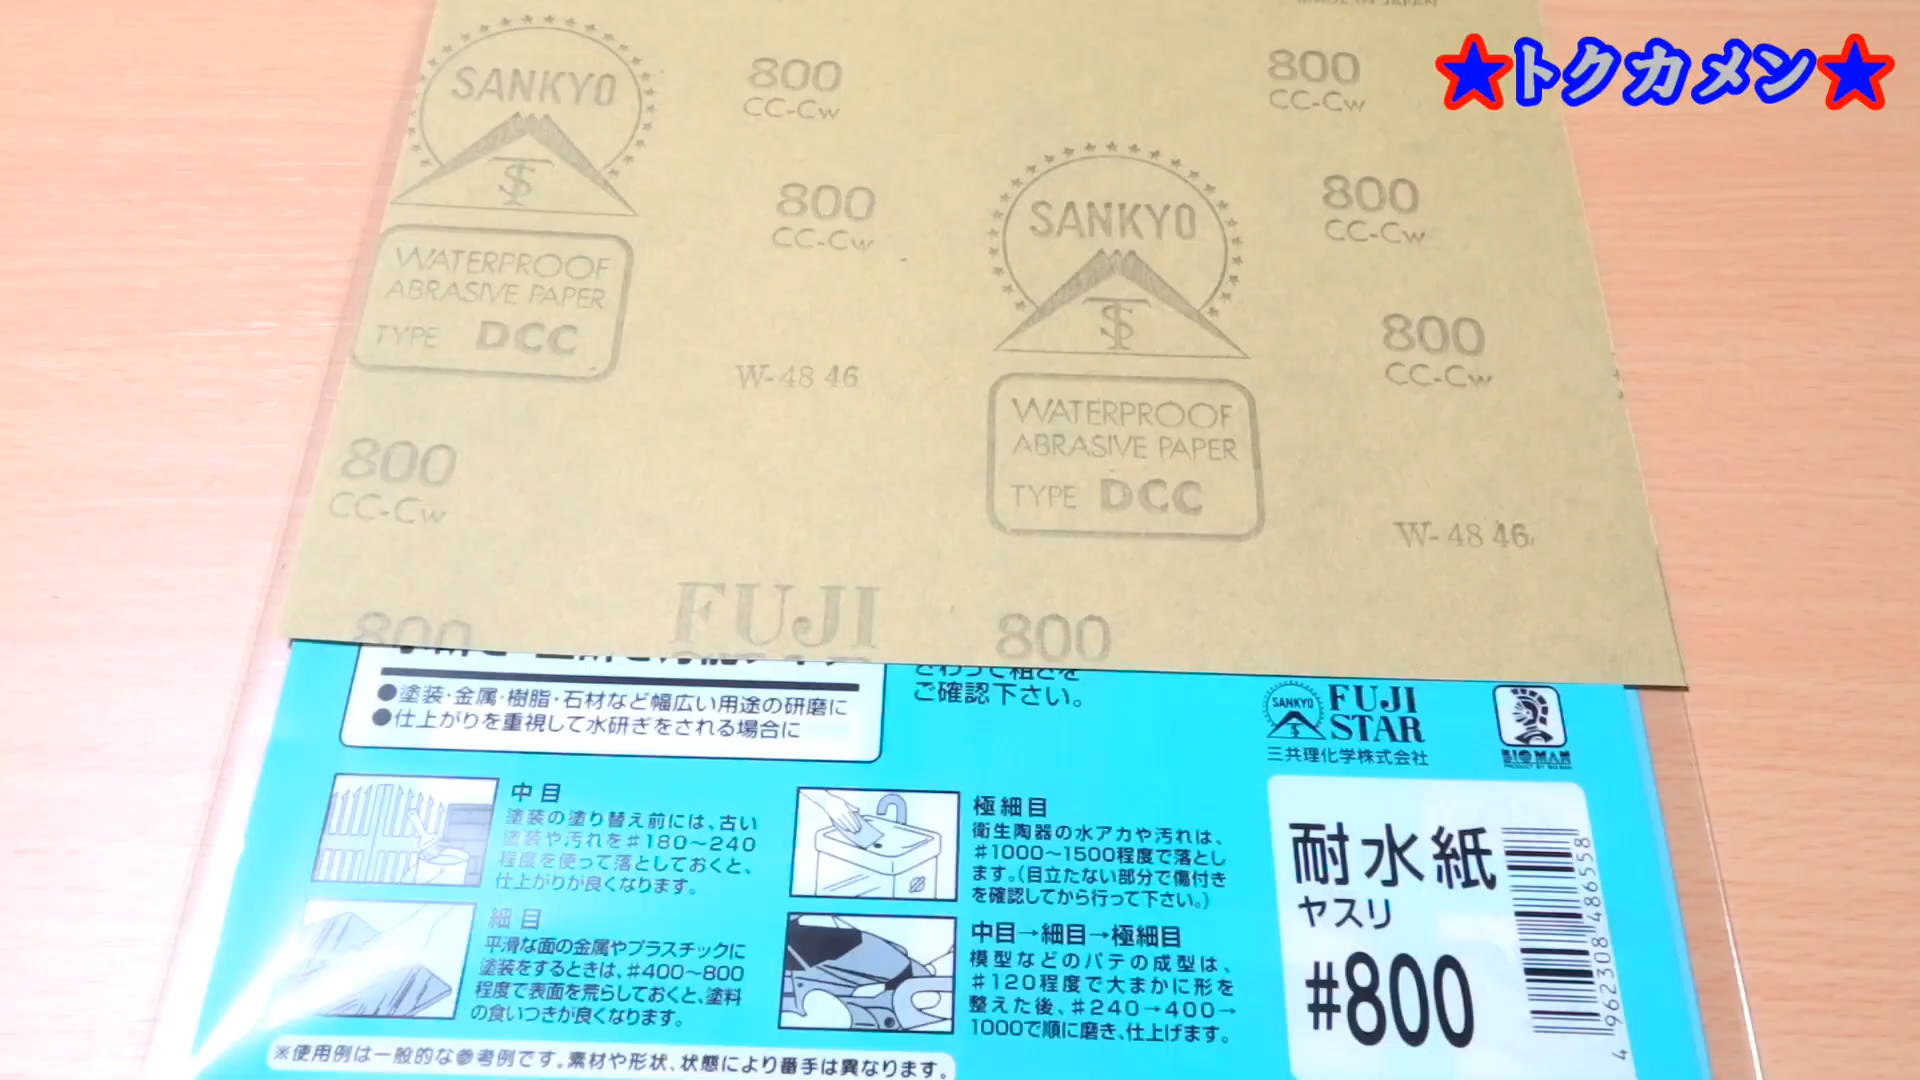 MADE IN JAPAN
★トクカメン★
SANKYO
WATERPROOF
ABRASIVE PAPER
TYPE DCC
800
CC-Cw
800
CC-Cw
W-48 46
800
CC-Cw
800
CC-Cw
800
CC-Cw
SANKYO
WATERPROOF
ABRASIVE PAPER
TYPE DCC
W-48 46
800
CC-Cw
800
FUJI
800
●塗装・金属・樹脂・石材など幅広い用途の研磨に
●仕上がりを重視して水研ぎをされる場合に
さわって粗さを
ご確認下さい。
SANKYO
FUJI
STAR
三共理化学株式会社
BIGMAN
中目
塗装の塗り替え前には、古い
塗装や汚れを♯180～240
程度を使って落としておくと、
仕上がりが良くなります。
細目
平滑な面の金属やプラスチックに
塗装をするときは、♯400～800
程度で表面を荒らしておくと、塗料
の食いつきが良くなります。
極細目
衛生陶器の水アカや汚れは、
♯1000～1500程度で落とし
ます。(目立たない部分で傷付き
を確認してから行って下さい。)
中目→細目→極細目
模型などのパテの成型は、
♯120程度で大まかに形を
整えた後、♯240→400→
1000で順に磨き、仕上げます。
※使用例は一般的な参考例です。素材や形状、状態により番手は異なります。
耐水紙
ヤスリ
#800
4 962308 486558